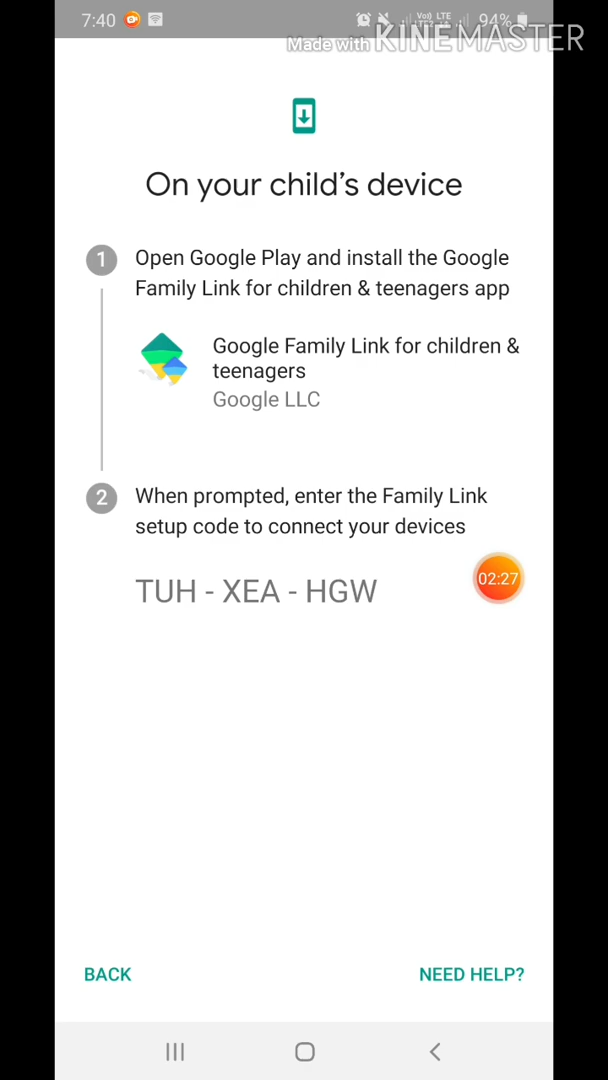 7:40
94%
Made with KINEMASTER
On your child's device
1
Open Google Play and install the Google
Family Link for children & teenagers app
Google Family Link for children &
teenagers
Google LLC
2
When prompted, enter the Family Link
setup code to connect your devices
TUH - XEA - HGW
02:27
BACK
NEED HELP?